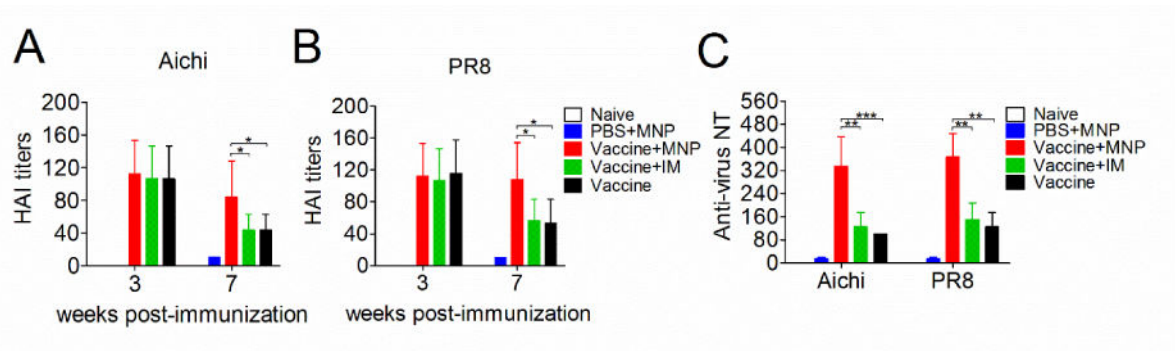 A
Aichi
HAI titers
200
160
120
80
40
0
*
*
3
7
weeks post-immunization
B
PR8
HAI titers
200
160
120
80
40
0
*
*
3
7
weeks post-immunization
Naive
PBS+MNP
Vaccine+MNP
Vaccine+IM
Vaccine
C
Anti-virus NT
560
480
400
320
240
160
80
0
***
**
**
**
Aichi
PR8
Naive
PBS+MNP
Vaccine+MNP
Vaccine+IM
Vaccine